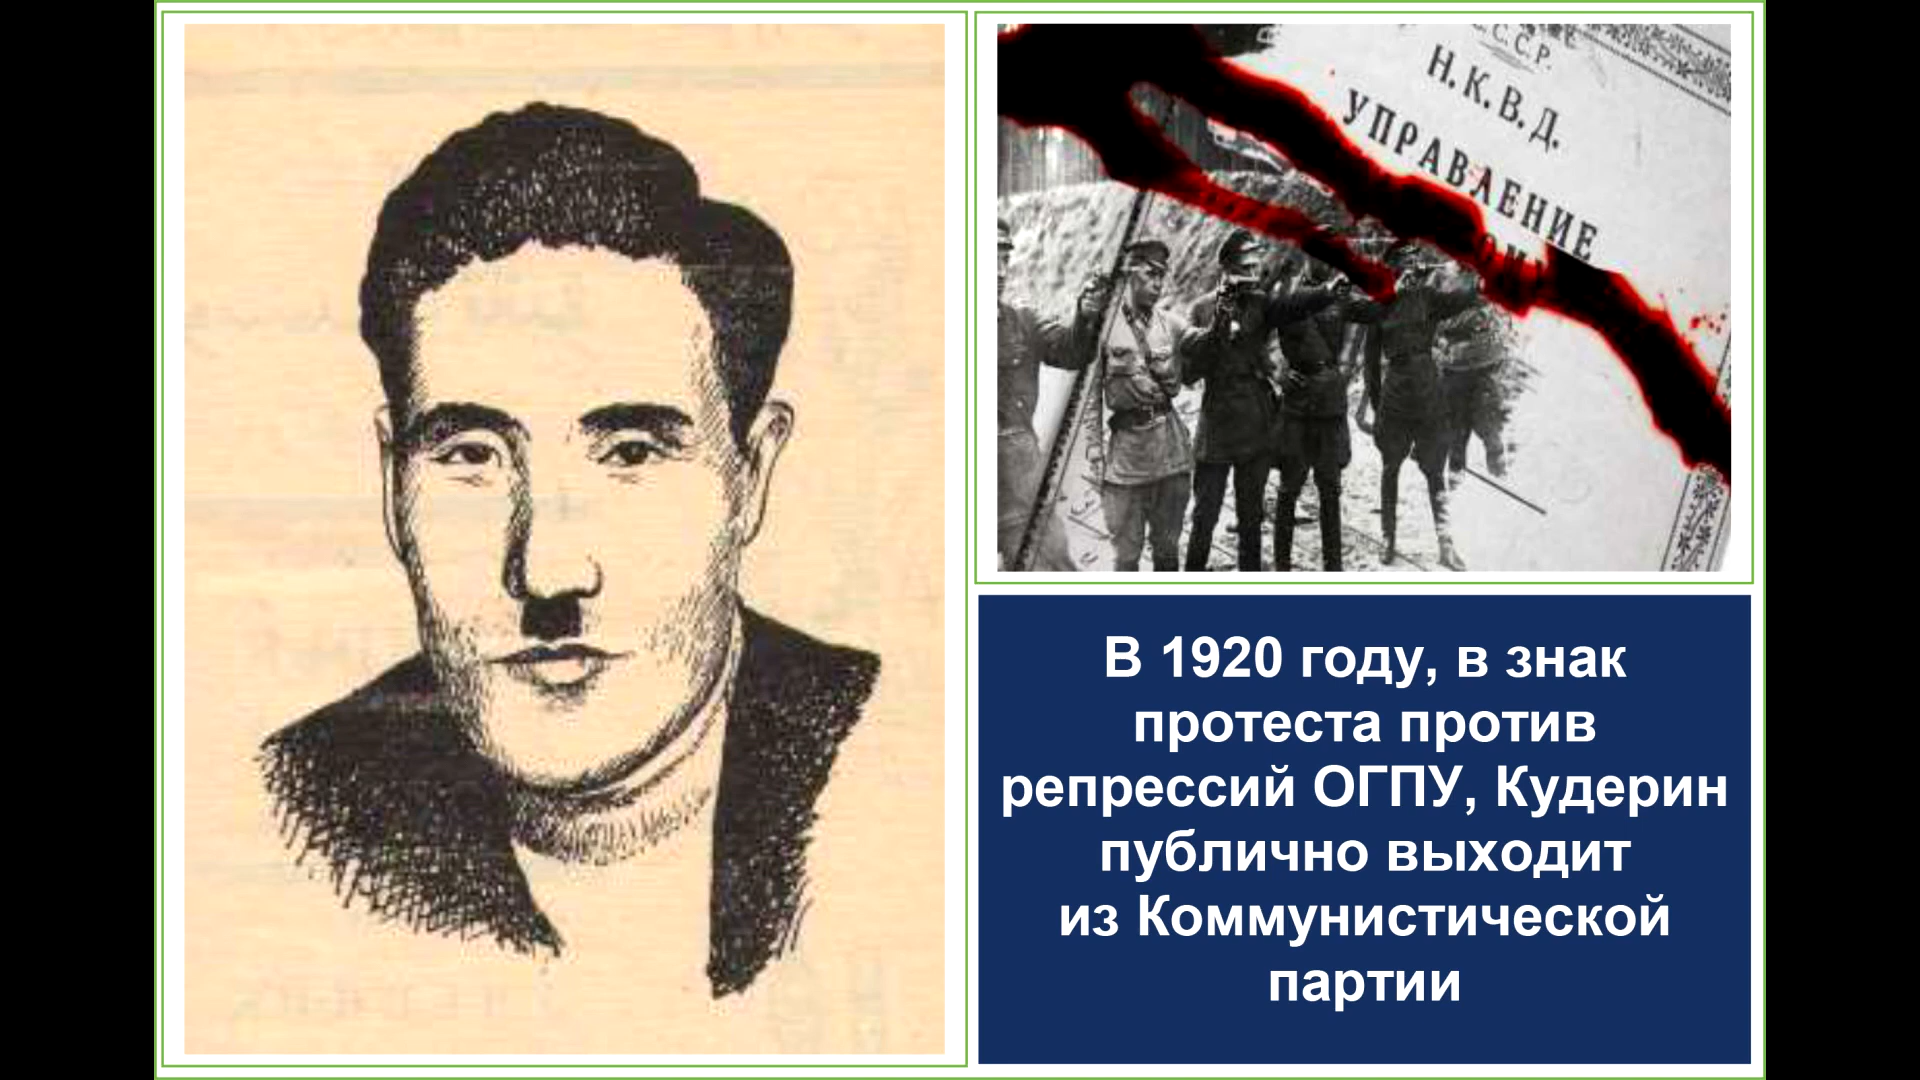 С.С.С.Р.
Н.К.В.Д.
УПРАВЛЕНИЕ
В 1920 году, в знак
протеста против
репрессий ОГПУ, Кудерин
публично выходит
из Коммунистической
партии